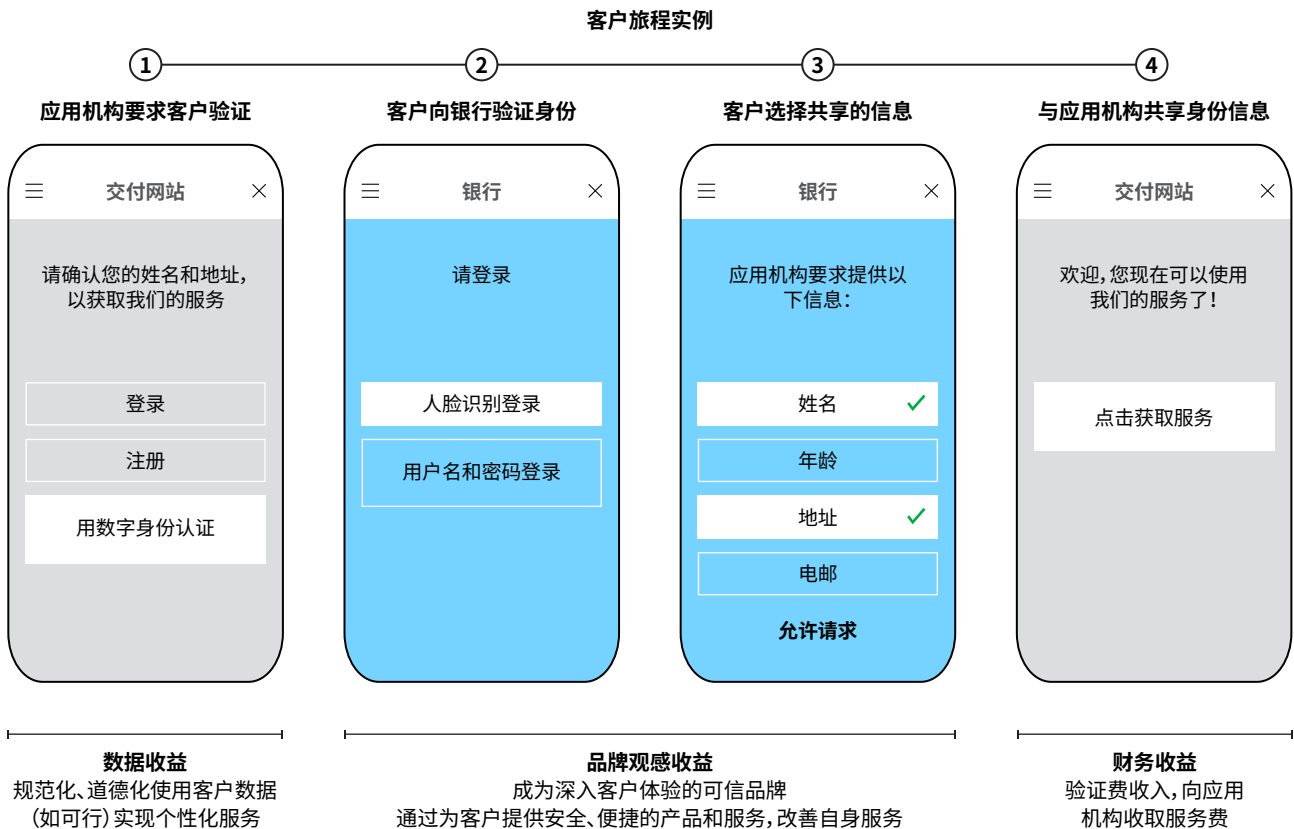 客户旅程实例
1
2
3
4
应用机构要求客户验证
客户向银行验证身份
客户选择共享的信息
与应用机构共享身份信息
交付网站
请确认您的姓名和地址，
以获取我们的服务
登录
注册
用数字身份认证
银行
请登录
人脸识别登录
用户名和密码登录
银行
应用机构要求提供以
下信息：
姓名
年龄
地址
电邮
允许请求
交付网站
欢迎，您现在可以使用
我们的服务了！
点击获取服务
数据收益
规范化、道德化使用客户数据
（如可行）实现个性化服务
品牌观感收益
成为深入客户体验的可信品牌
通过为客户提供安全、便捷的产品和服务，改善自身服务
财务收益
验证费收入，向应用
机构收取服务费